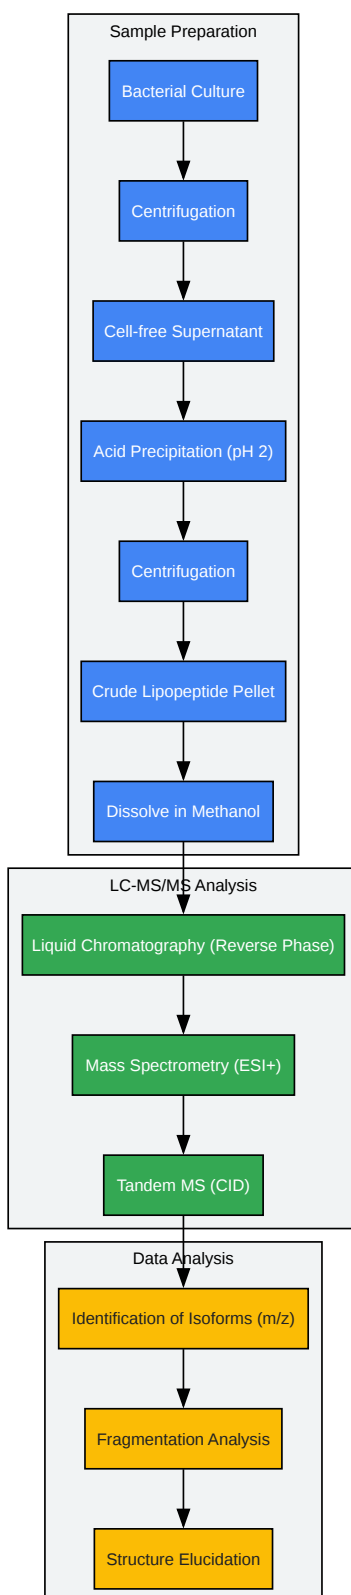 Sample Preparation
Bacterial Culture
Centrifugation
Cell-free Supernatant
Acid Precipitation (pH 2)
Centrifugation
Crude Lipopeptide Pellet
Dissolve in Methanol
LC-MS/MS Analysis
Liquid Chromatography (Reverse Phase)
Mass Spectrometry (ESI+)
Tandem MS (CID)
Data Analysis
Identification of Isoforms (m/z)
Fragmentation Analysis
Structure Elucidation